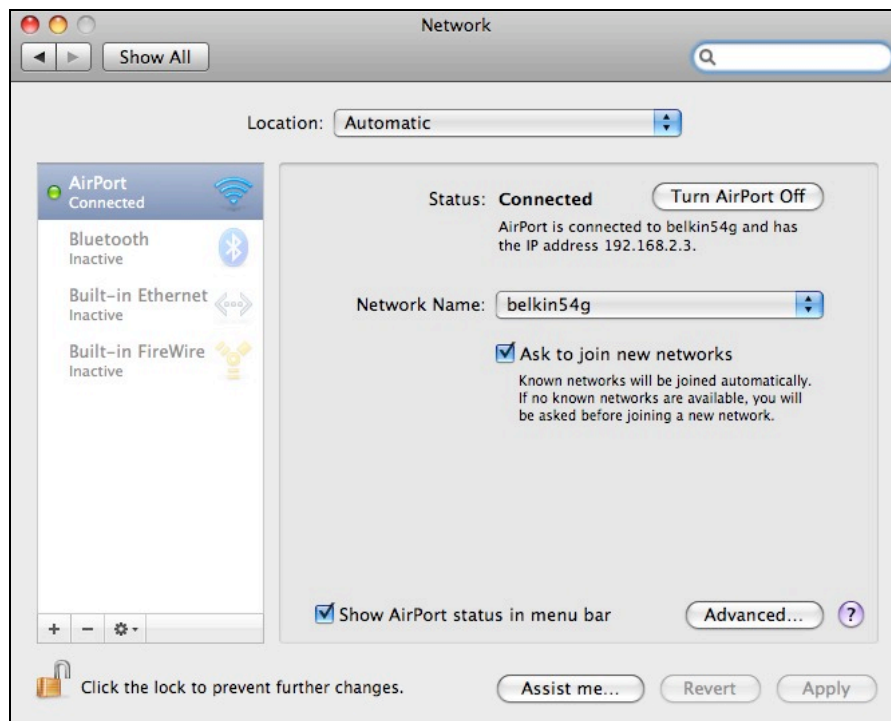 Network
Show All
Location: Automatic
AirPort
Connected
Bluetooth
Inactive
Built-in Ethernet
Inactive
Built-in FireWire
Inactive
Status: Connected
Turn AirPort Off
AirPort is connected to belkin54g and has
the IP address 192.168.2.3.
Network Name: belkin54g
Ask to join new networks
Known networks will be joined automatically.
If no known networks are available, you will
be asked before joining a new network.
Show AirPort status in menu bar
Advanced...
?
Click the lock to prevent further changes.
Assist me...
Revert
Apply